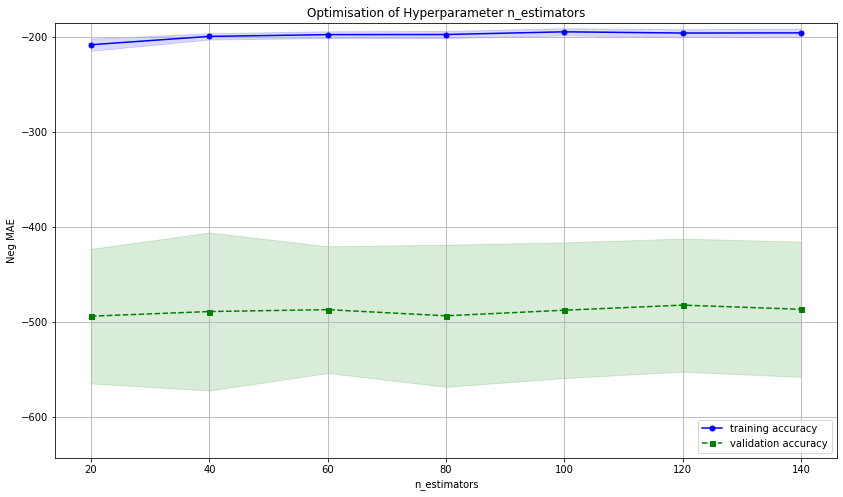 Optimisation of Hyperparameter n_estimators
Neg MAE
−200
−300
−400
−500
−600
20 40 60 80 100 120 140
n_estimators
training accuracy
validation accuracy